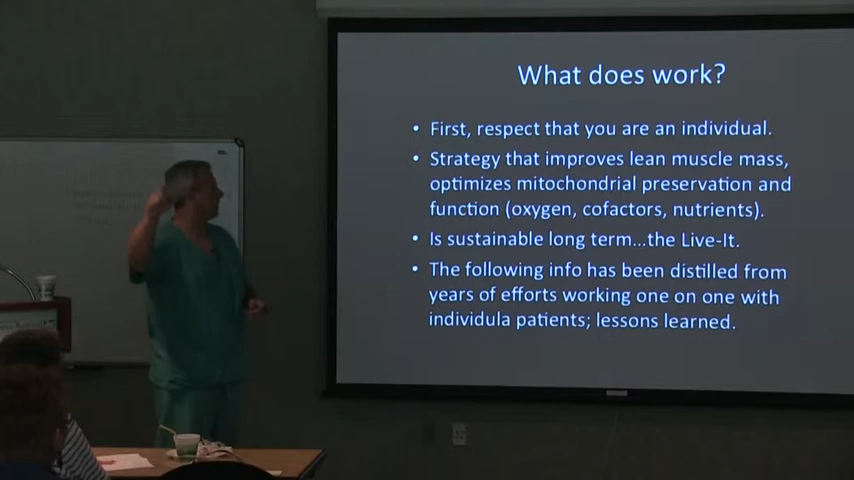 What does work?
• First, respect that you are an individual.
• Strategy that improves lean muscle mass,
optimizes mitochondrial preservation and
function (oxygen, cofactors, nutrients).
• Is sustainable long term...the Live-It.
• The following info has been distilled from
years of efforts working one on one with
individula patients; lessons learned.